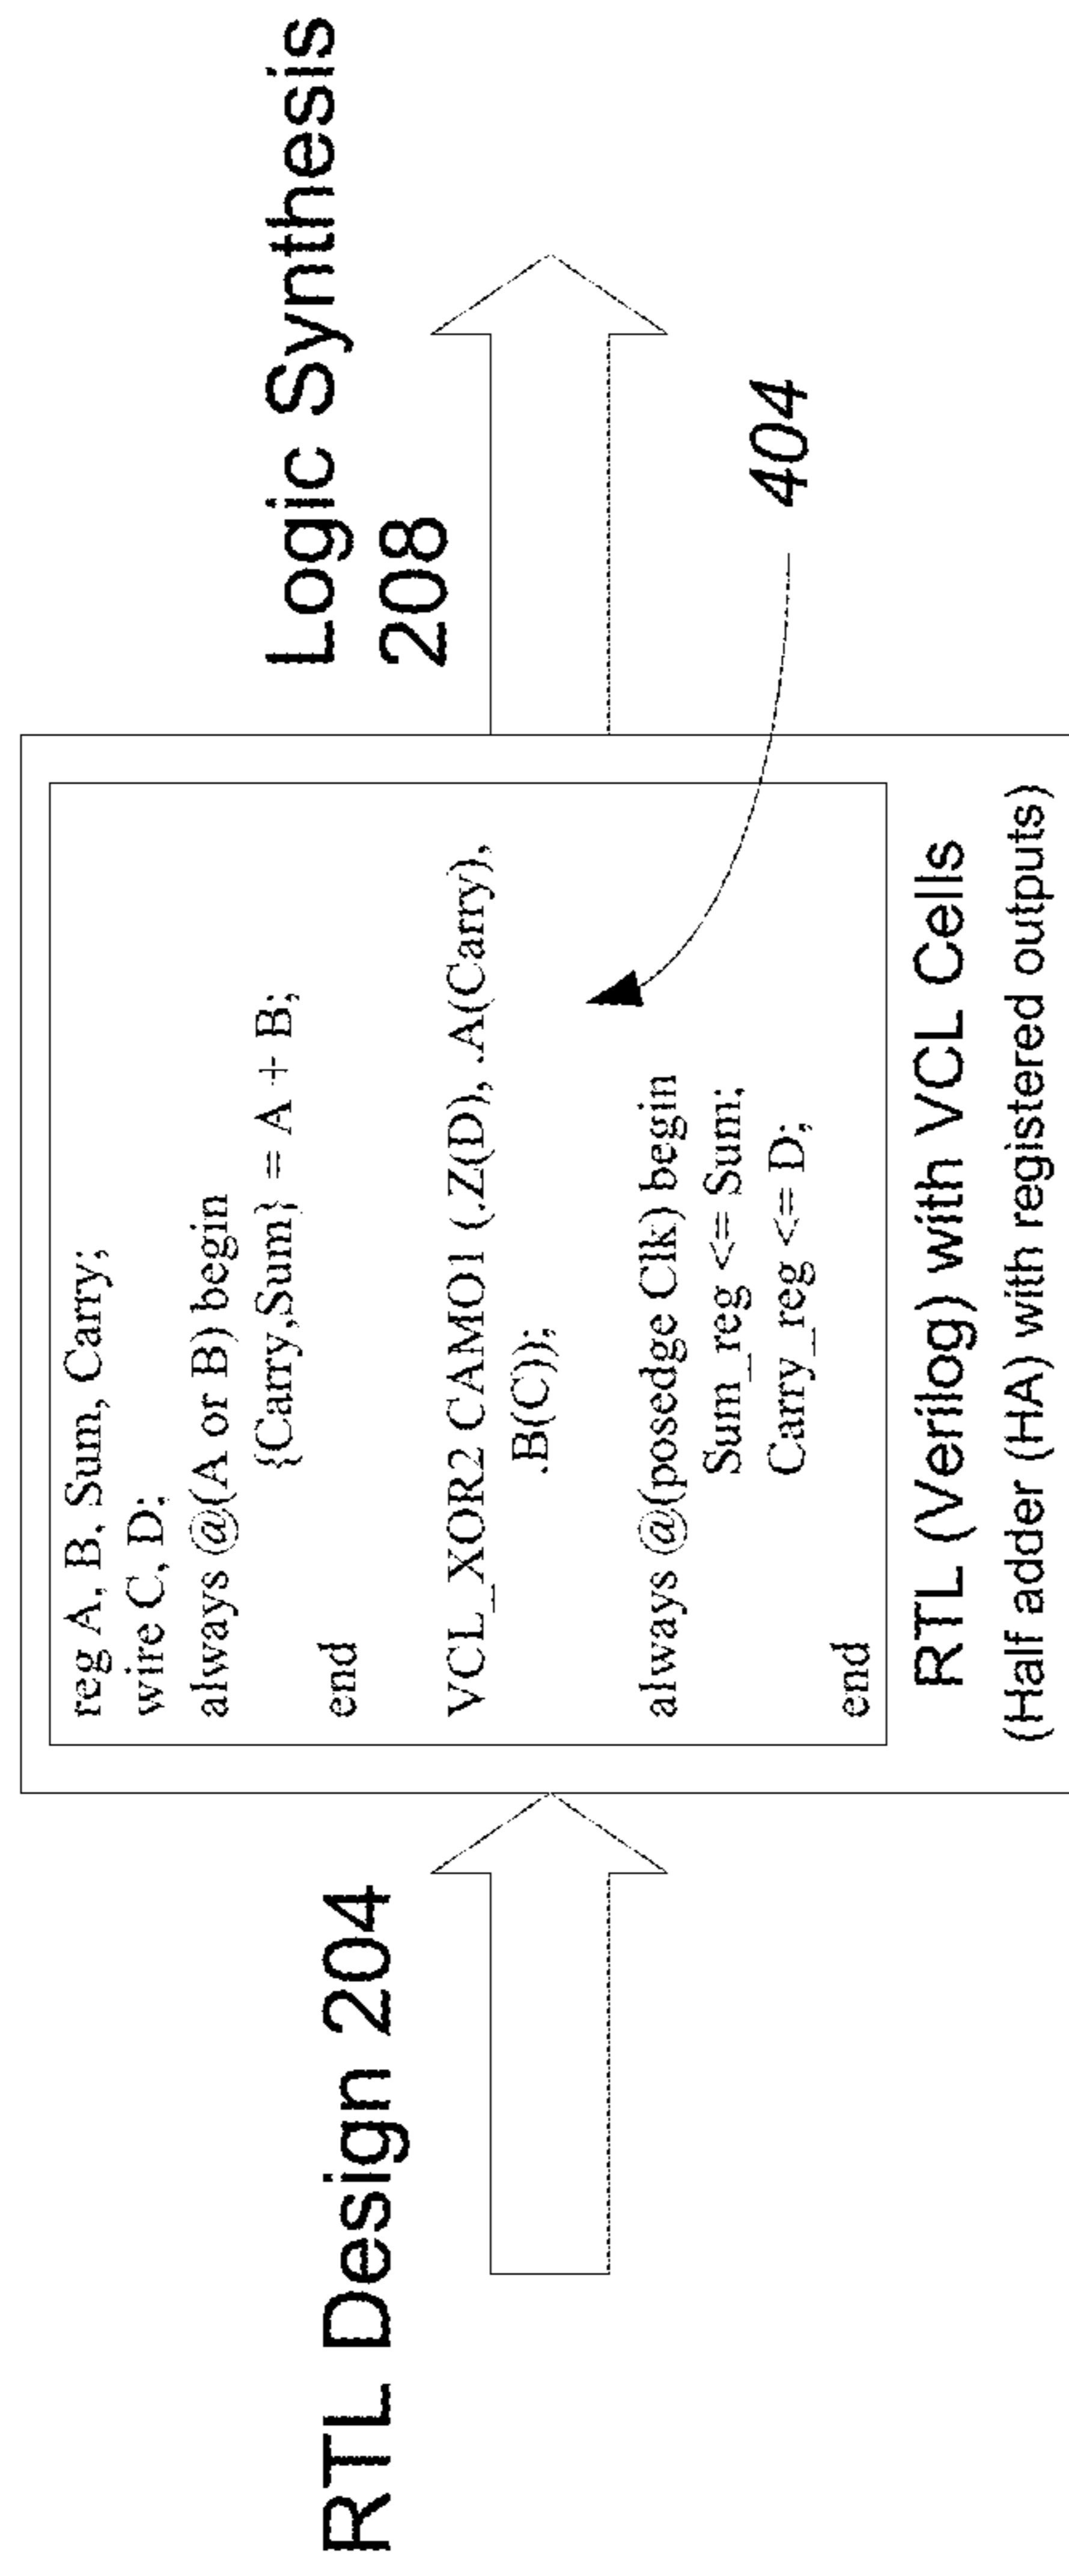 RTL Design 204
reg A, B, Sum, Carry;
wire C, D;
always @(A or B) begin
{Carry,Sum} = A + B;
end
VCL_XOR2 CAMO1 (.Z(D), .A(Carry),
.B(C));
always @(posedge Clk) begin
Sum_reg <= Sum;
Carry_reg <= D;
end
RTL (Verilog) with VCL Cells
(Half adder (HA) with registered outputs)
Logic Synthesis
208
404